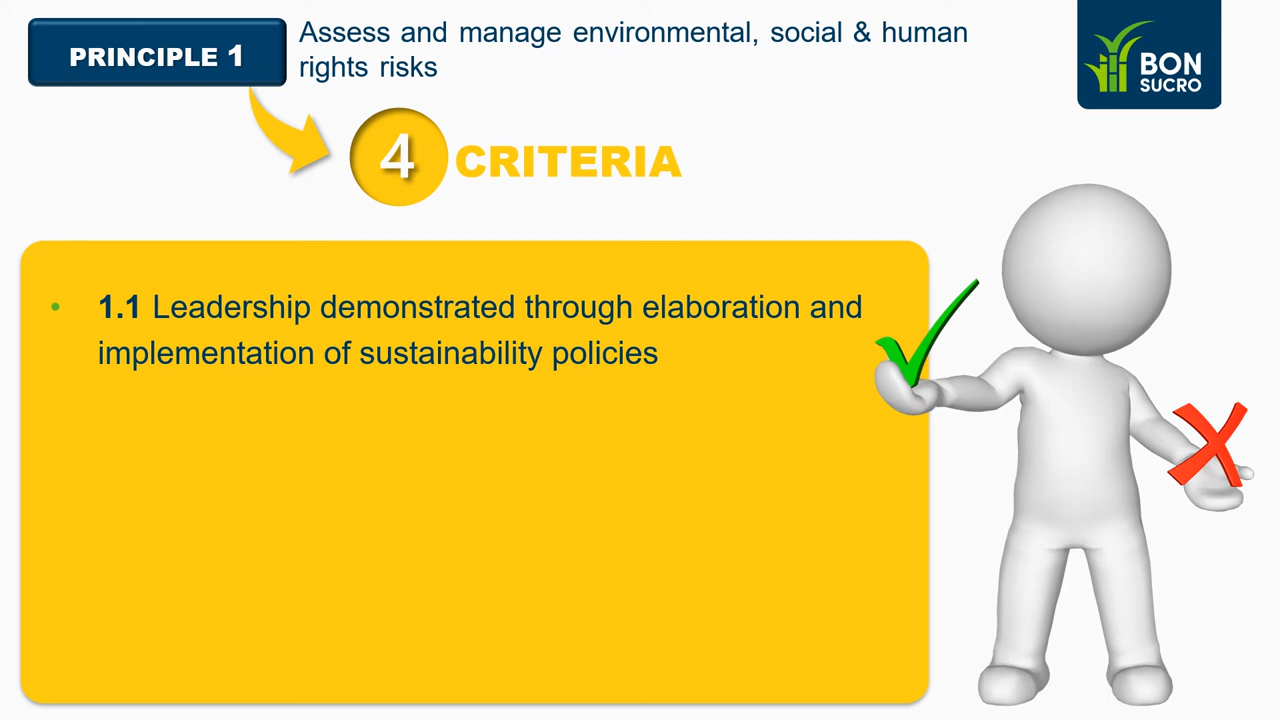 PRINCIPLE 1
Assess and manage environmental, social & human
rights risks
BON
SUCRO
4 CRITERIA
• 1.1 Leadership demonstrated through elaboration and
implementation of sustainability policies